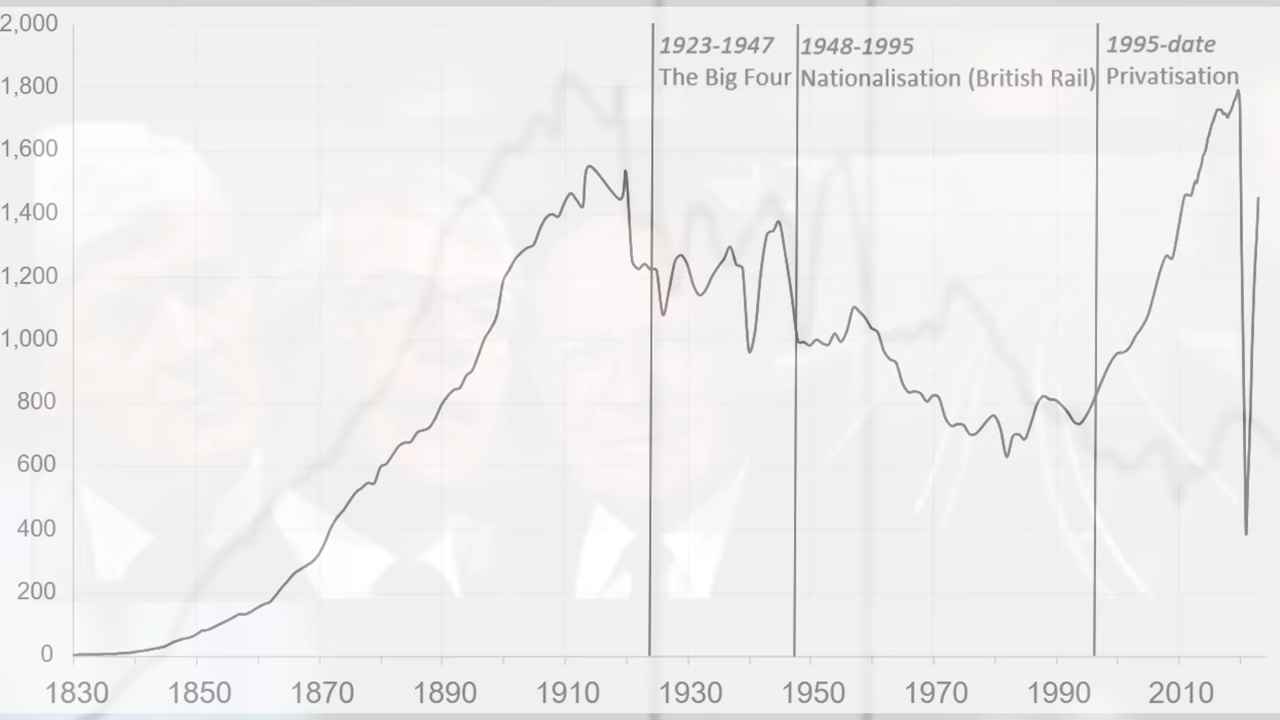 2,000
1,800
1,600
1,400
1,200
1,000
800
600
400
200
0
1923-1947
The Big Four
1948-1995
Nationalisation (British Rail)
1995-date
Privatisation
1830 1850 1870 1890 1910 1930 1950 1970 1990 2010